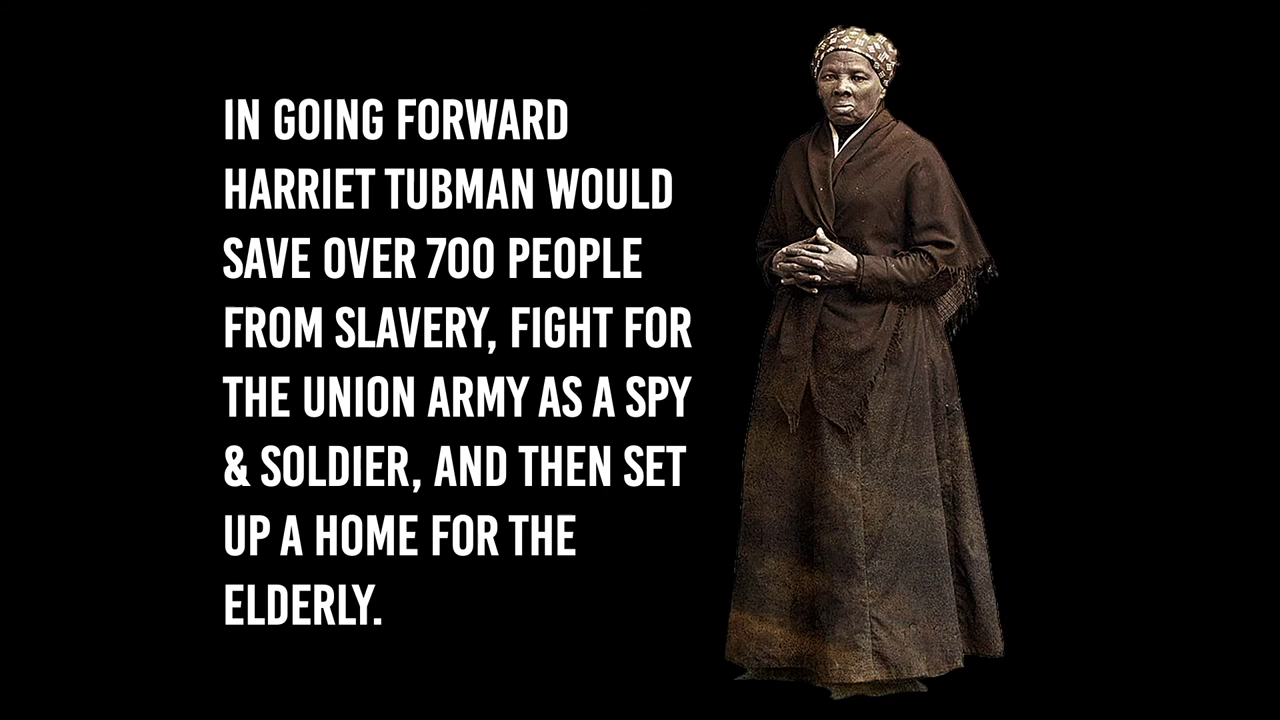 IN GOING FORWARD
HARRIET TUBMAN WOULD
SAVE OVER 700 PEOPLE
FROM SLAVERY, FIGHT FOR
THE UNION ARMY AS A SPY
& SOLDIER, AND THEN SET
UP A HOME FOR THE
ELDERLY.